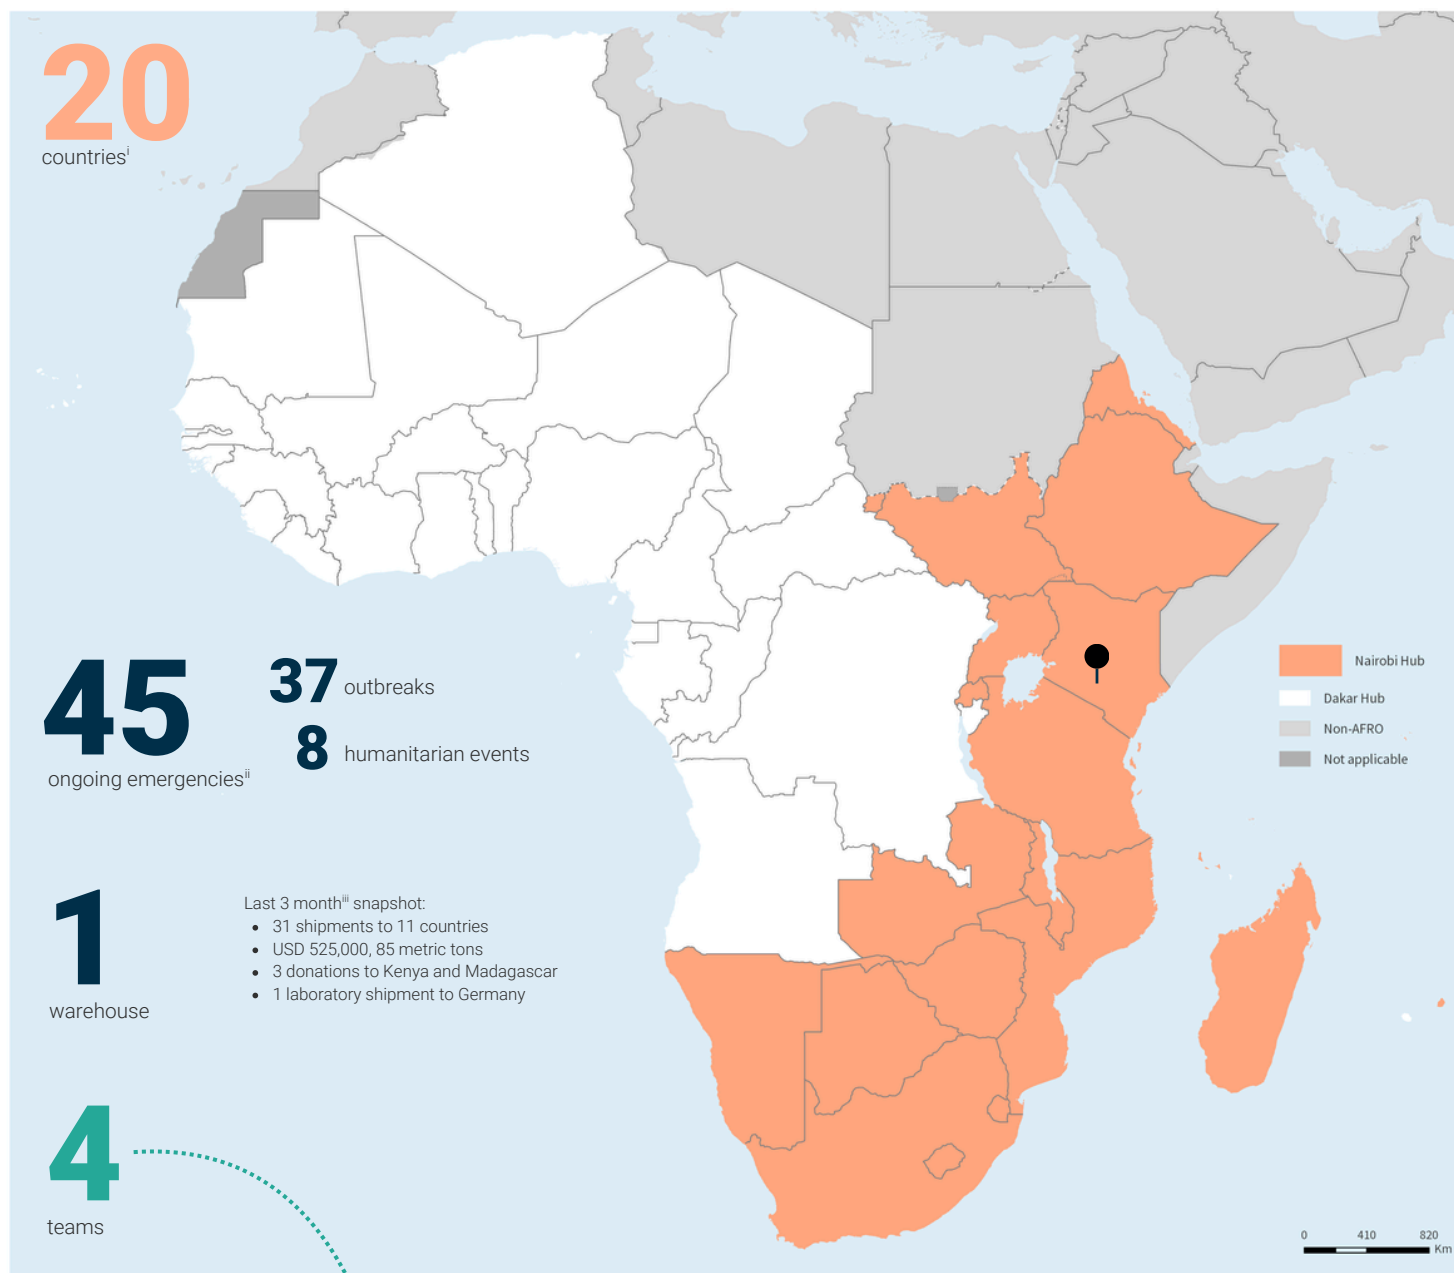 20
countriesⁱ
45
ongoing emergenciesⁱⁱ
37 outbreaks
8 humanitarian events
1
warehouse
Last 3 monthⁱⁱⁱ snapshot:
• 31 shipments to 11 countries
• USD 525,000, 85 metric tons
• 3 donations to Kenya and Madagascar
• 1 laboratory shipment to Germany
4
teams
Nairobi Hub
Dakar Hub
Non-AFRO
Not applicable
0 410 820
Km